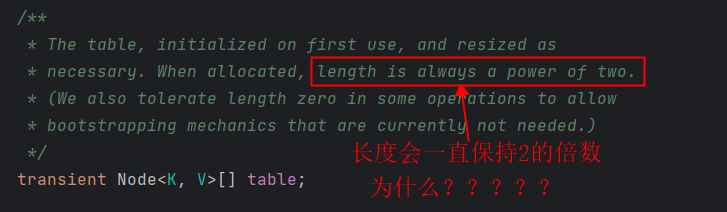 /**
* The table, initialized on first use, and resized as
* necessary. When allocated, length is always a power of two.
* (We also tolerate length zero in some operations to allow
* bootstrapping mechanics that are currently not needed.)
*/
transient Node<K, V>[] table;
长度会一直保持2的倍数
为什么？？？？？